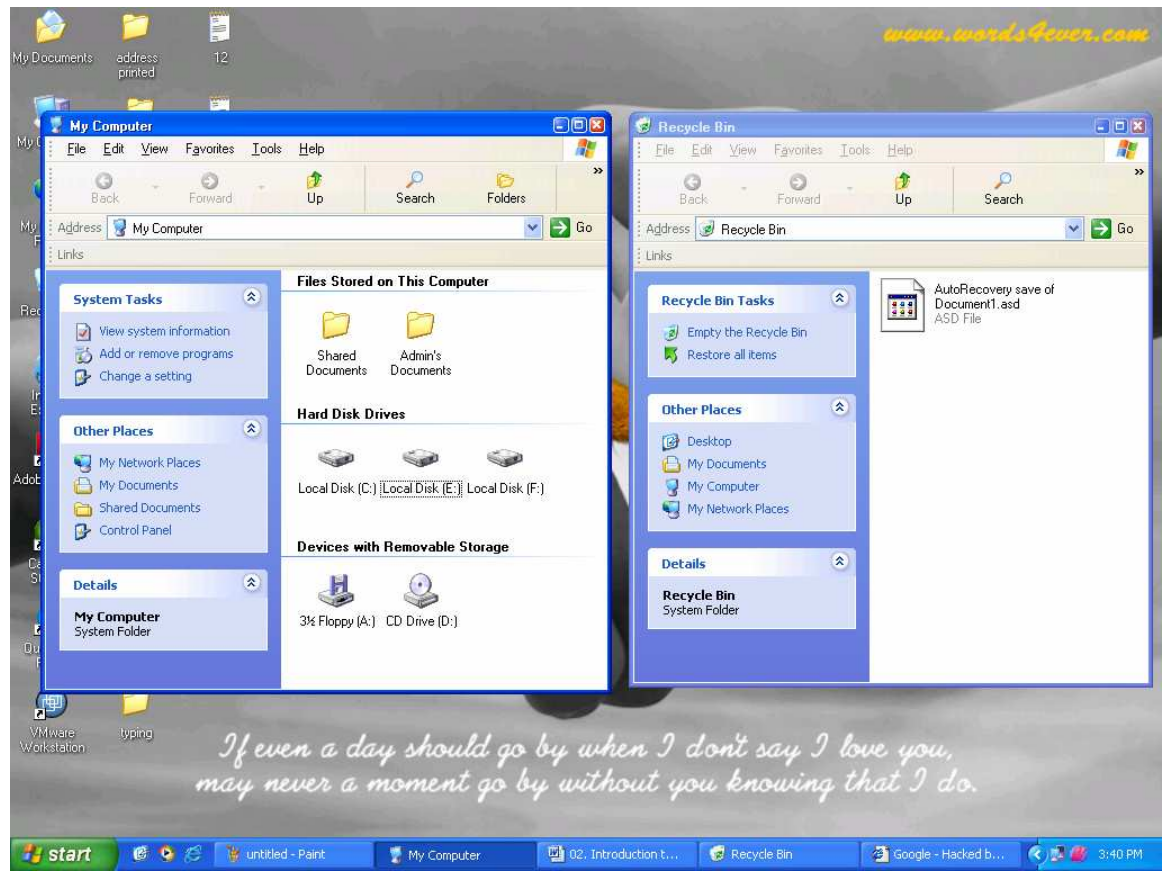 www.words4ever.com
My Documents
address printed
12
My Computer
File Edit View Favorites Tools Help
Back Forward Up Search Folders »
Address My Computer Go
Links
System Tasks
View system information
Add or remove programs
Change a setting
Other Places
My Network Places
My Documents
Shared Documents
Control Panel
Details
My Computer
System Folder
Files Stored on This Computer
Shared Documents
Admin's Documents
Hard Disk Drives
Local Disk (C:) Local Disk (E:) Local Disk (F:)
Devices with Removable Storage
3½ Floppy (A:) CD Drive (D:)
Recycle Bin
File Edit View Favorites Tools Help
Back Forward Up Search »
Address Recycle Bin Go
Links
Recycle Bin Tasks
Empty the Recycle Bin
Restore all items
Other Places
Desktop
My Documents
My Computer
My Network Places
Details
Recycle Bin
System Folder
AutoRecovery save of
Document1.asd
ASD File
VMware
Workstation
typing
If even a day should go by when I don't say I love you,
may never a moment go by without you knowing that I do.
start untitled - Paint My Computer 02. Introduction t... Recycle Bin Google - Hacked b... 3:40 PM